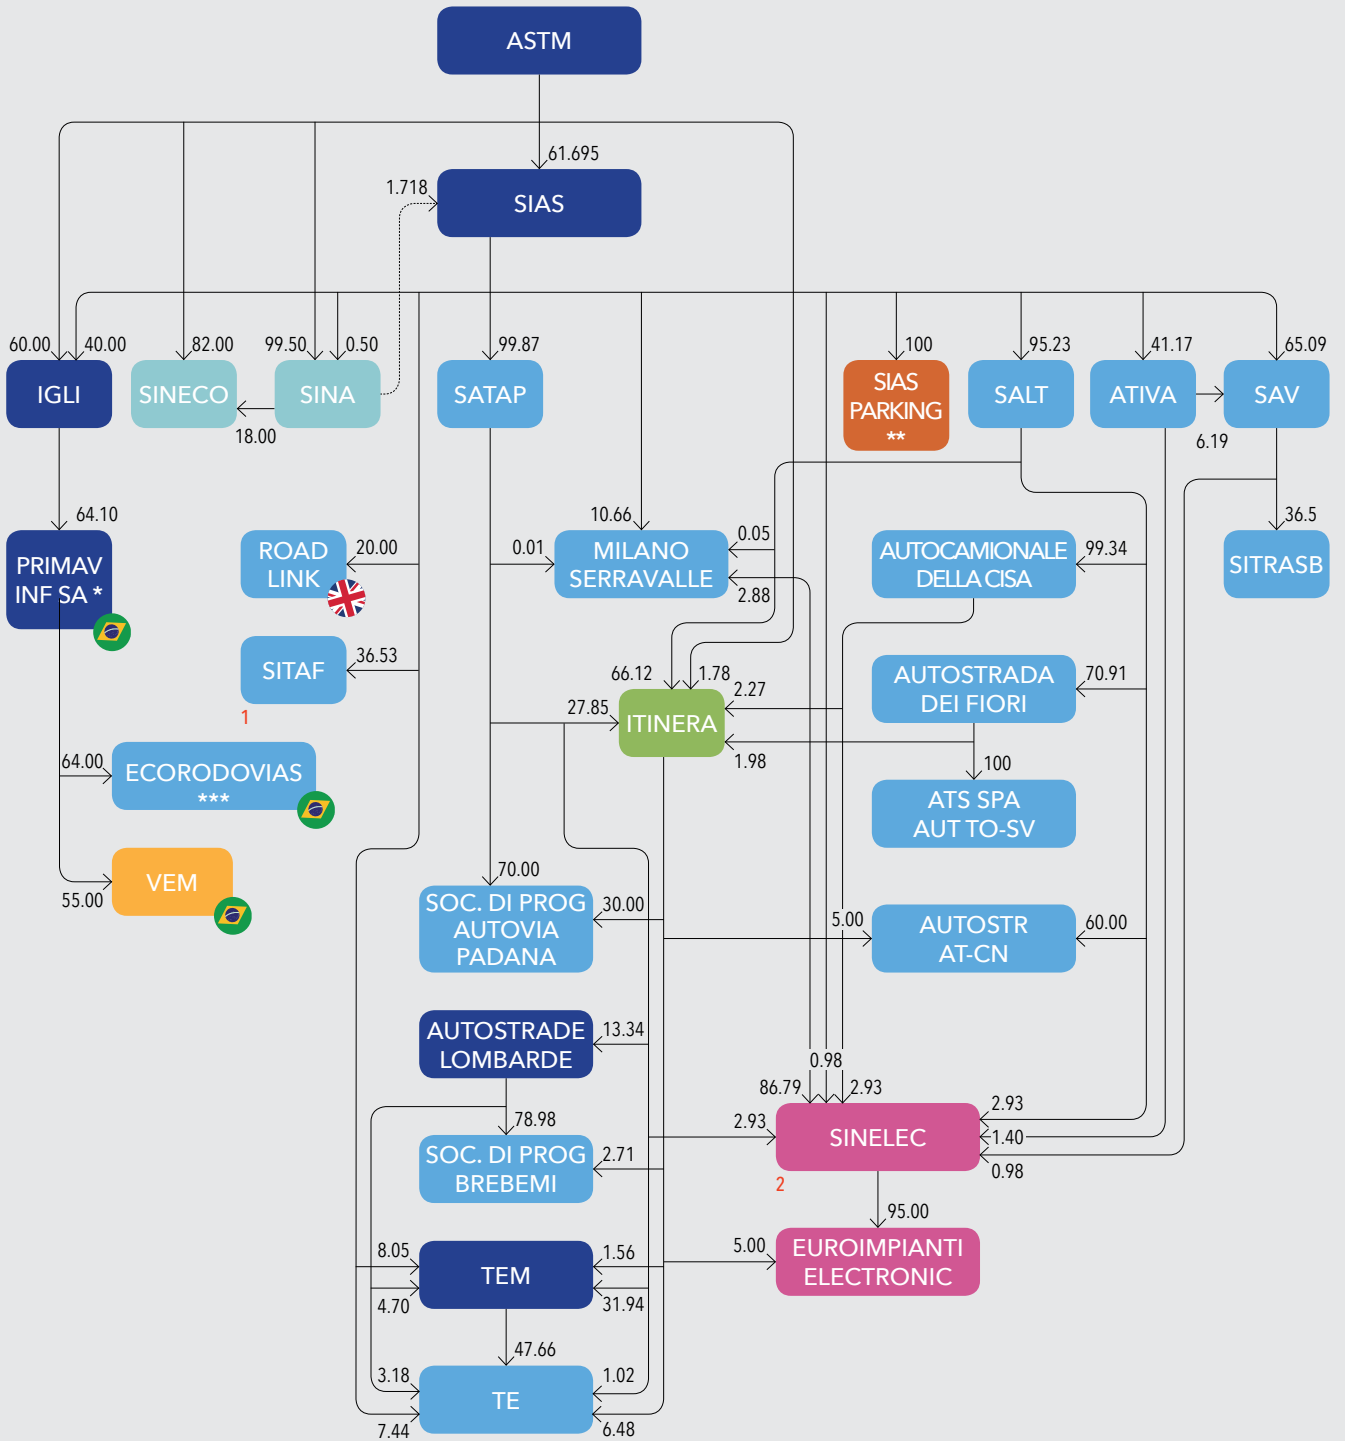 ASTM
61.695
1.718
SIAS
60.00
40.00
82.00
99.50
0.50
99.87
100
95.23
41.17
65.09
IGLI
SINECO
SINA
SATAP
SIAS
PARKING
**
SALT
ATIVA
SAV
18.00
6.19
64.10
10.66
36.5
PRIMAV
INF SA *
ROAD
LINK
20.00
0.01
MILANO
SERRAVALLE
0.05
2.88
AUTOCAMIONALE
DELLA CISA
99.34
SITRASB
SITAF
36.53
1
66.12
1.78
2.27
27.85
ITINERA
1.98
AUTOSTRADA
DEI FIORI
70.91
64.00
ECORODOVIAS
***
100
ATS SPA
AUT TO-SV
55.00
VEM
70.00
SOC. DI PROG
AUTOVIA
PADANA
30.00
5.00
AUTOSTR
AT-CN
60.00
AUTOSTRADE
LOMBARDE
13.34
0.98
86.79
2.93
78.98
2.93
SINELEC
2.93
1.40
0.98
2
SOC. DI PROG
BREBEMI
2.71
95.00
8.05
4.70
TEM
1.56
31.94
5.00
EUROIMPIANTI
ELECTRONIC
47.66
3.18
7.44
TE
1.02
6.48